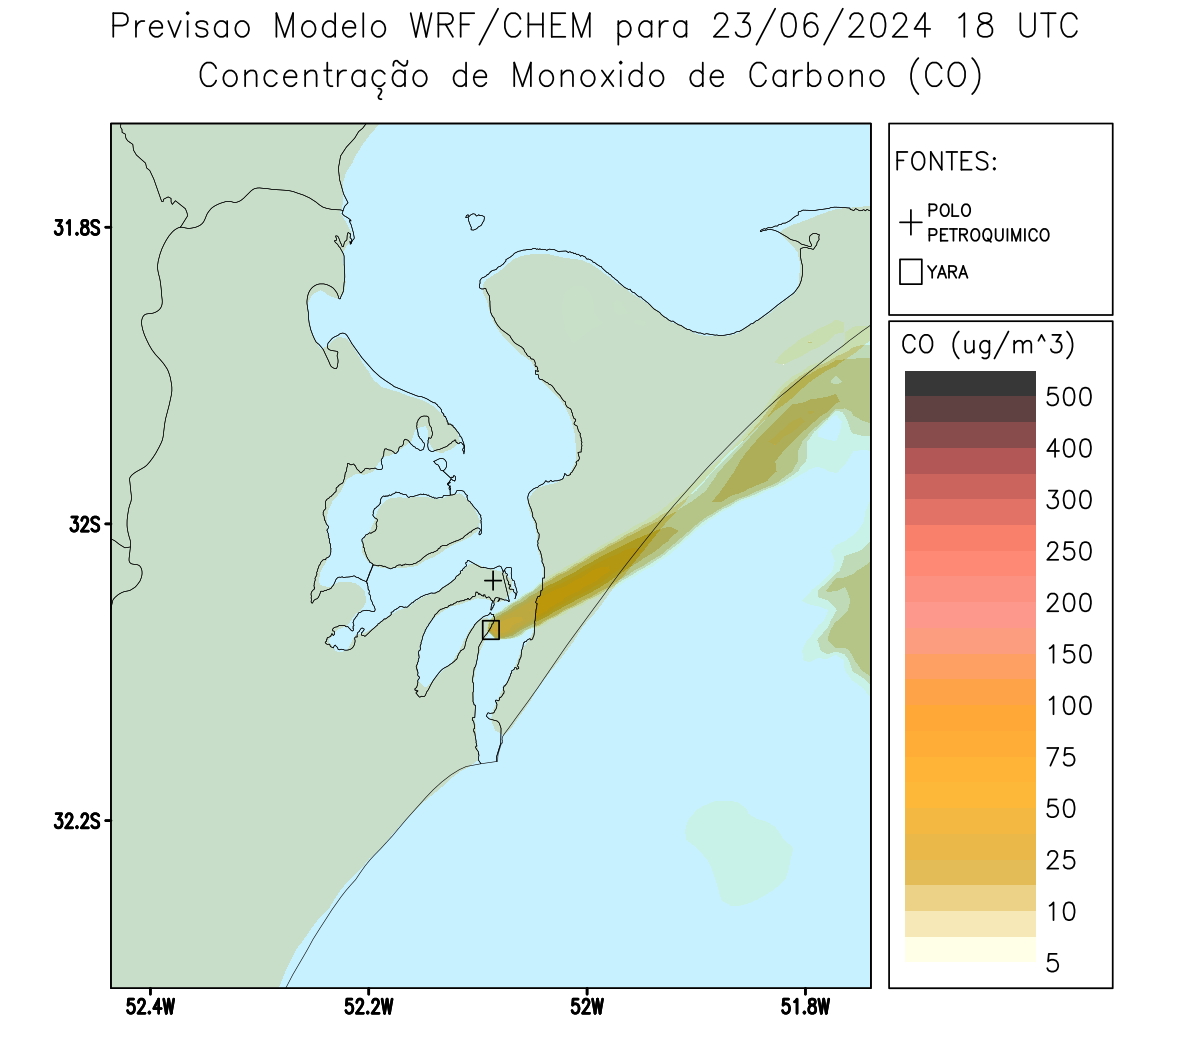 Previsao Modelo WRF/CHEM para 23/06/2024 18 UTC
Concentração de Monoxido de Carbono (CO)
FONTES:
POLO
PETROQUIMICO
YARA
CO (ug/m^3)
500
400
300
250
200
150
100
75
50
25
10
5
31.8S
32S
32.2S
52.4W
52.2W
52W
51.8W